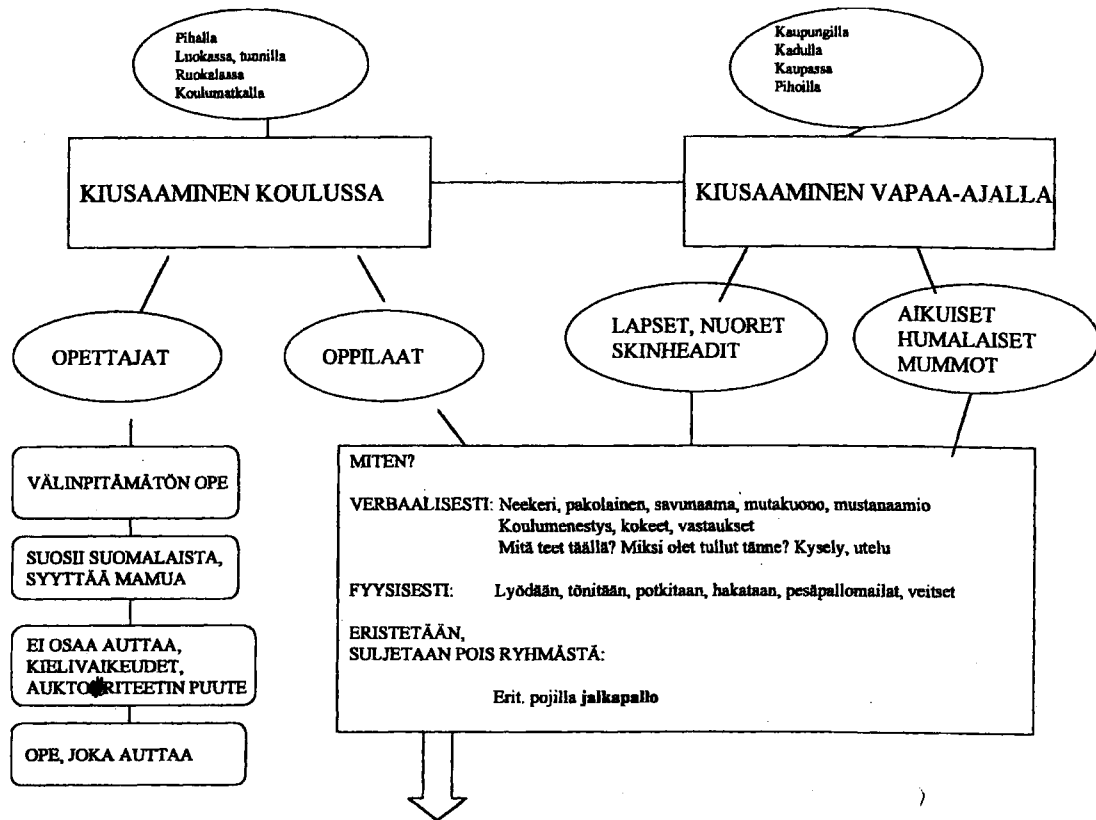 Pihalla
Luokassa, tunnilla
Ruokalassa
Koulumatkalla
Kaupungilla
Kadulla
Kaupassa
Pihoilla
KIUSAAMINEN KOULUSSA
KIUSAAMINEN VAPAA-AJALLA
OPETTAJAT
OPPILAAT
LAPSET, NUORET
SKINHEADIT
AIKUISET
HUMALAISET
MUMMOT
VÄLINPITÄMÄTÖN OPE
SUOSII SUOMALAISTA,
SYYTTÄÄ MAMUA
EI OSAA AUTTAA,
KIELIVAIKEUDET,
AUKTORITEETIN PUUTE
OPE, JOKA AUTTAA
MITEN?
VERBAALISESTI: Neekeri, pakolainen, savunaama, mutakuono, mustanaamio
Koulumenestys, kokeet, vastaukset
Mitä teet täällä? Miksi olet tullut tänne? Kysely, utelu
FYYSISESTI: Lyödään, tönitään, potkitaan, hakataan, pesäpallomailat, veitset
ERISTETÄÄN,
SULJETAAN POIS RYHMÄSTÄ:
Erit. pojilla jalkapallo